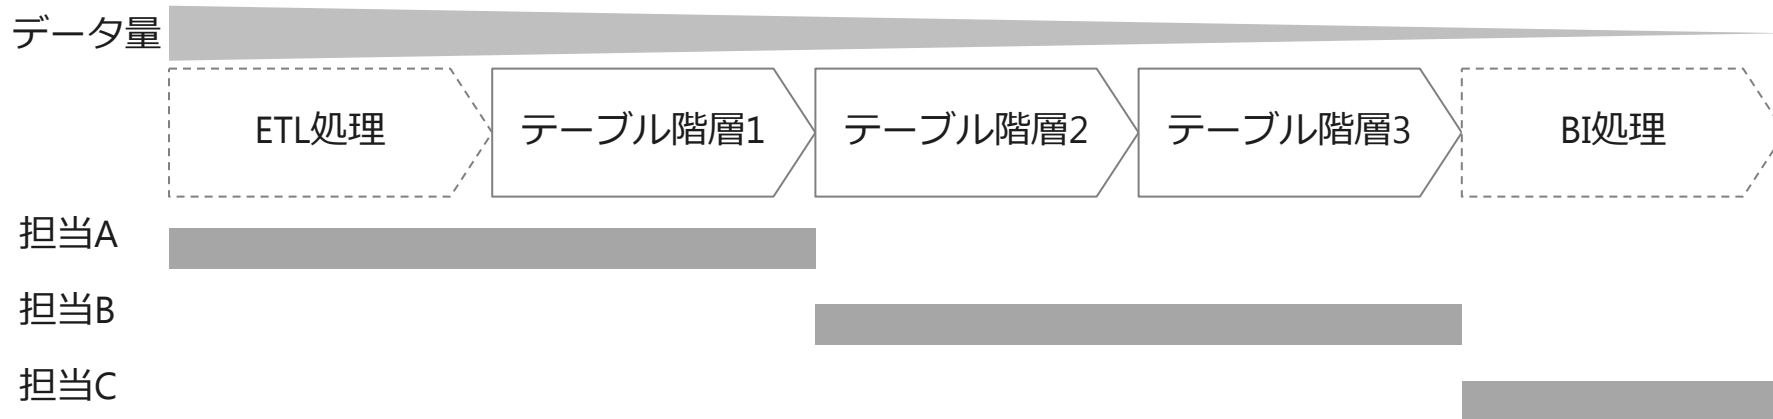 データ量
ETL処理
テーブル階層1
テーブル階層2
テーブル階層3
BI処理
担当A
担当B
担当C